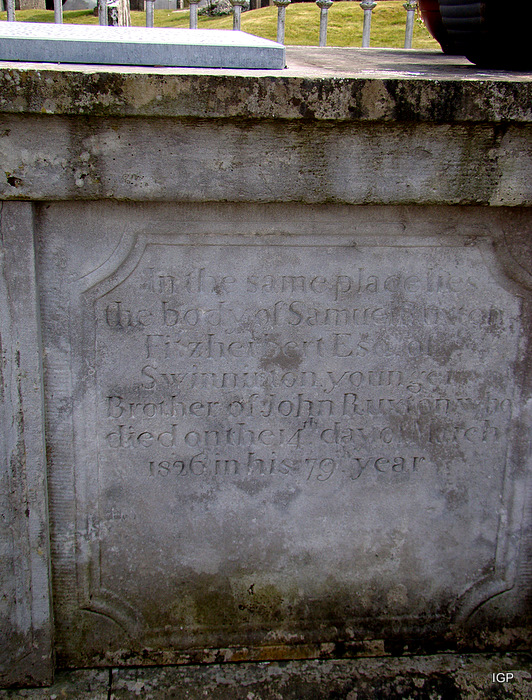 In the same place lies
the body of Samuel Ruxton
Fitzherbert Esq. of
Swinnirton younger
Brother of John Ruxton who
died on the 14th day of March
1826 in his 79th year
IGP